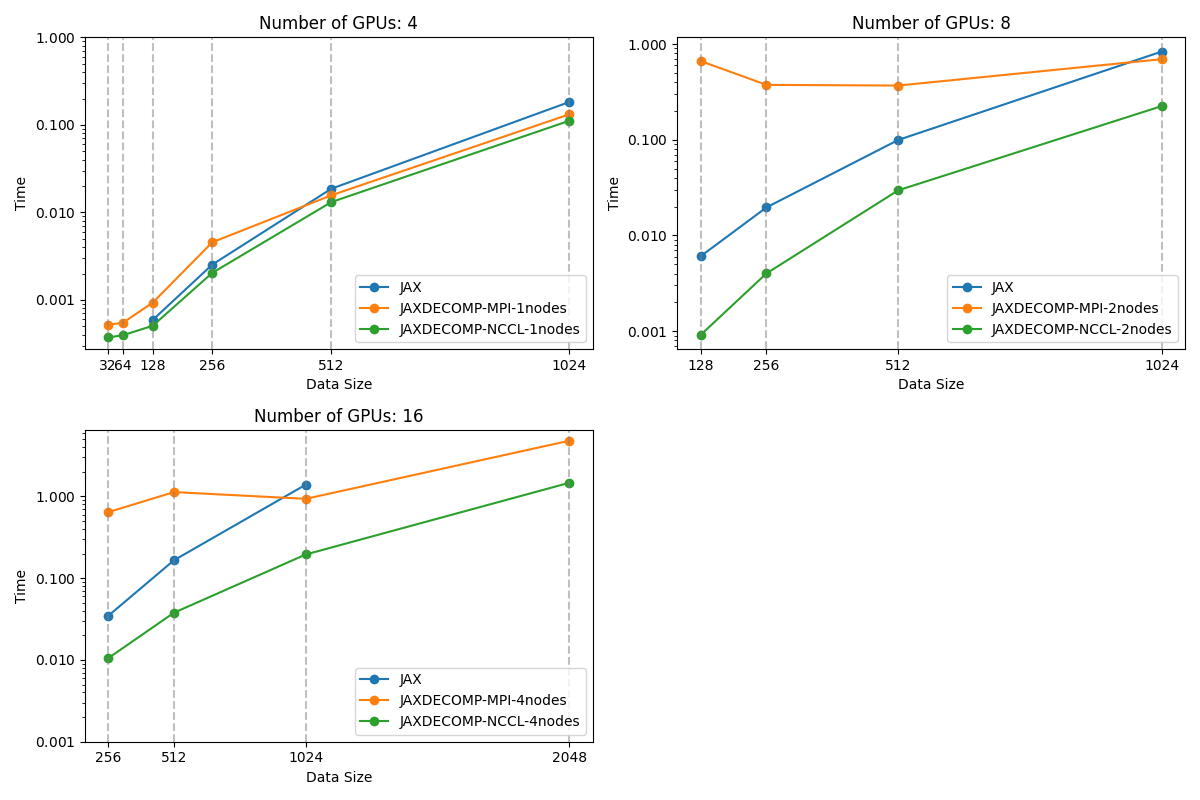 Number of GPUs: 4
1.000
0.100
0.010
0.001
Time
JAX
JAXDECOMP-MPI-1nodes
JAXDECOMP-NCCL-1nodes
32 64 128 256 512 1024
Data Size
Number of GPUs: 8
1.000
0.100
0.010
0.001
Time
JAX
JAXDECOMP-MPI-2nodes
JAXDECOMP-NCCL-2nodes
128 256 512 1024
Data Size
Number of GPUs: 16
1.000
0.100
0.010
0.001
Time
JAX
JAXDECOMP-MPI-4nodes
JAXDECOMP-NCCL-4nodes
256 512 1024 2048
Data Size